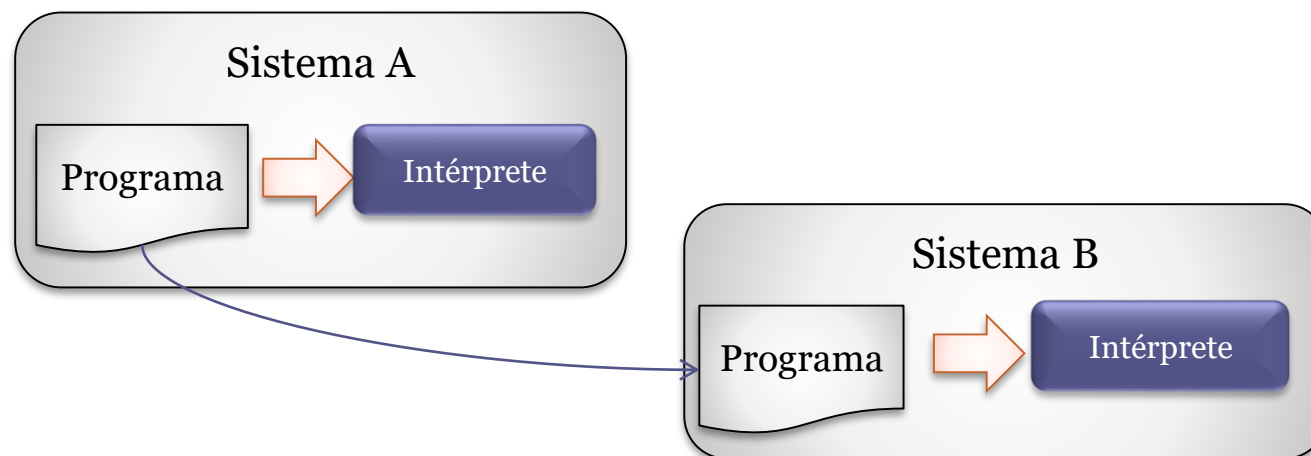 Sistema A
Programa
Intérprete
Sistema B
Programa
Intérprete